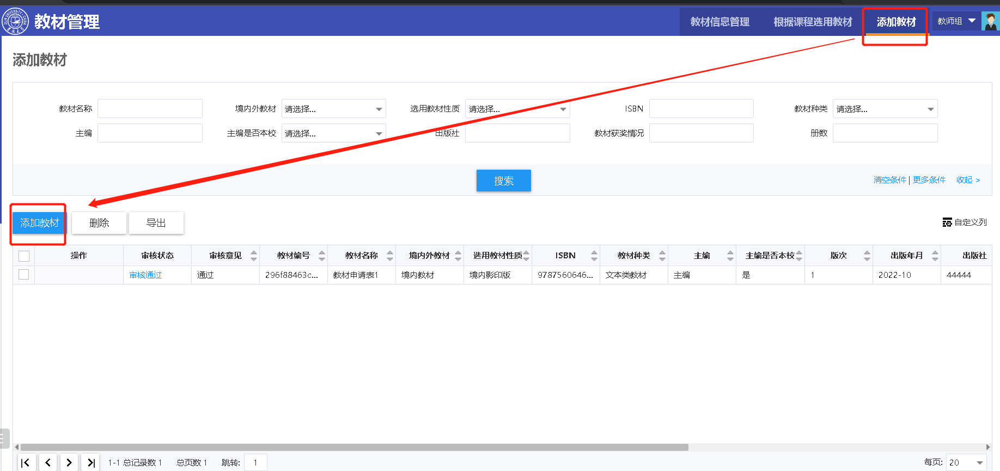 教材管理
教材信息管理 根据课程选用教材 添加教材 教师组
添加教材
教材名称 境内外教材 请选择... 选用教材性质 请选择... ISBN 教材种类 请选择...
主编 主编是否本校 请选择... 出版社 教材获奖情况 册数
搜索
清空条件 | 更多条件 收起 >
添加教材 删除 导出 自定义列
操作 审核状态 审核意见 教材编号 教材名称 境内外教材 选用教材性质 ISBN 教材种类 主编 主编是否本校 版次 出版年月 出版社
审核通过 通过 296f88463c... 教材申请表1 境内教材 境内影印版 9787560646... 文本类教材 主编 是 1 2022-10 44444
1-1 总记录数 1 总页数 1 跳转: 1 每页: 20